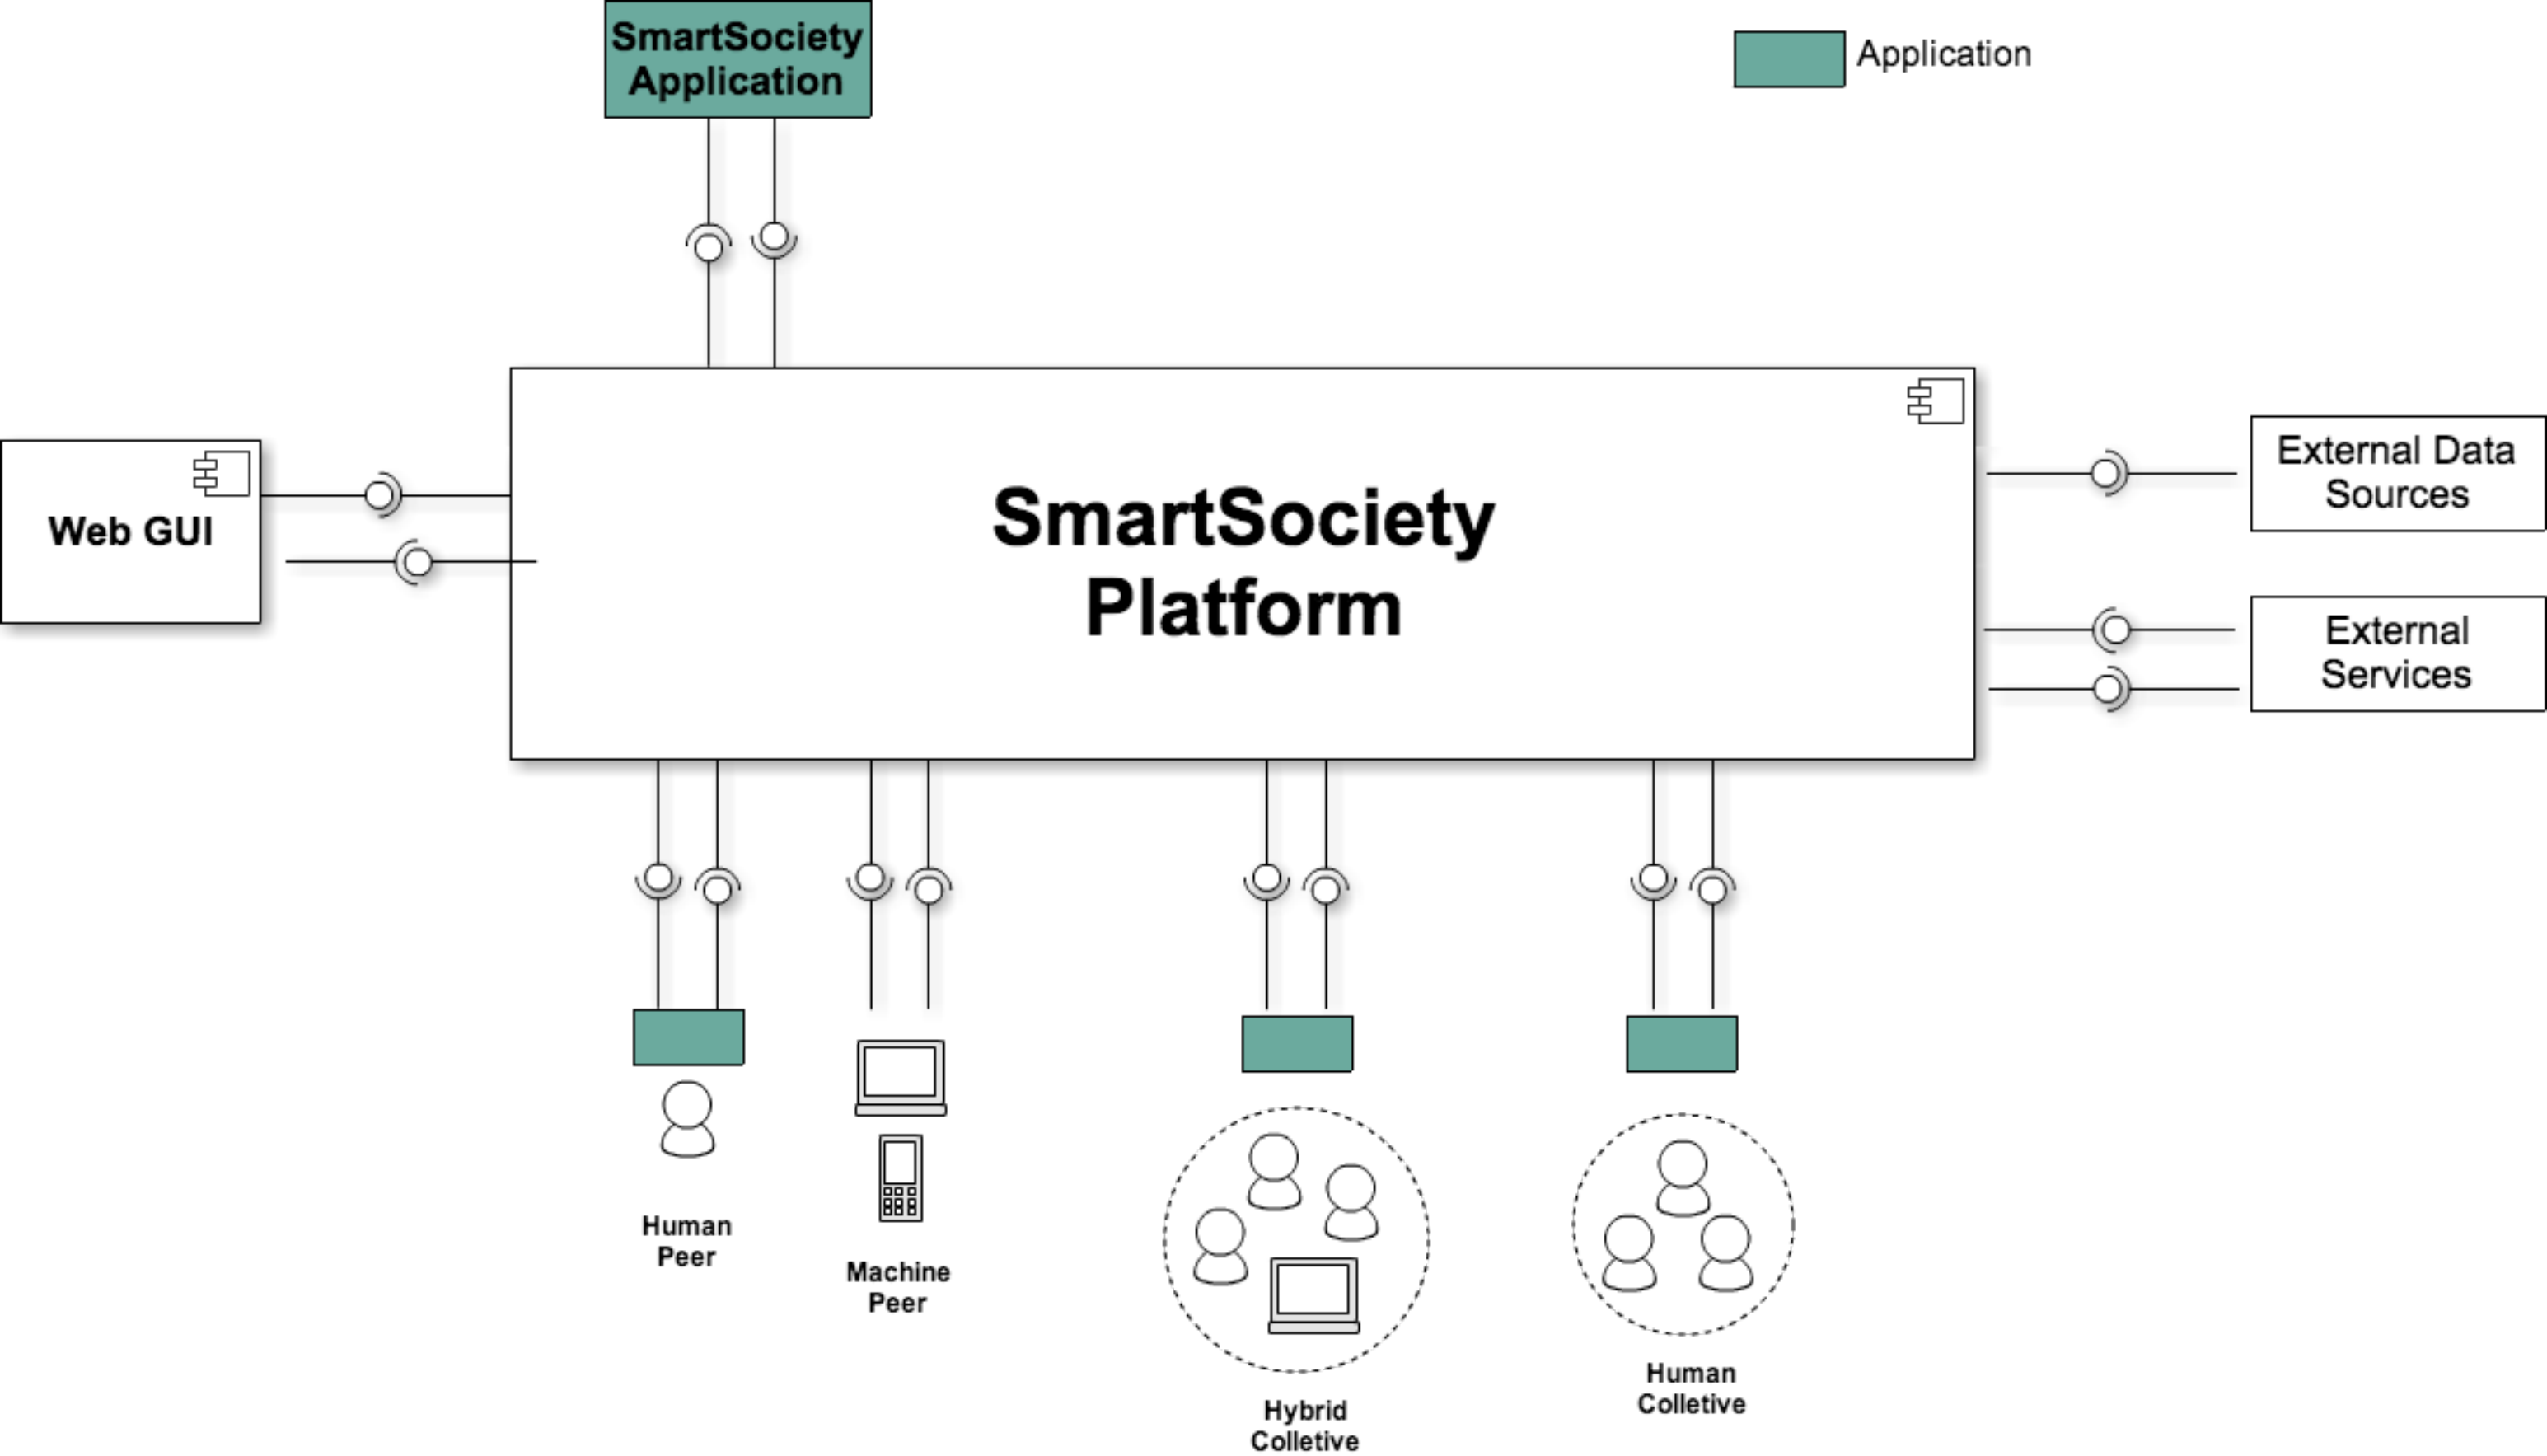 SmartSociety
Application
Application
Web GUI
SmartSociety
Platform
External Data
Sources
External
Services
Human
Peer
Machine
Peer
Hybrid
Colletive
Human
Colletive